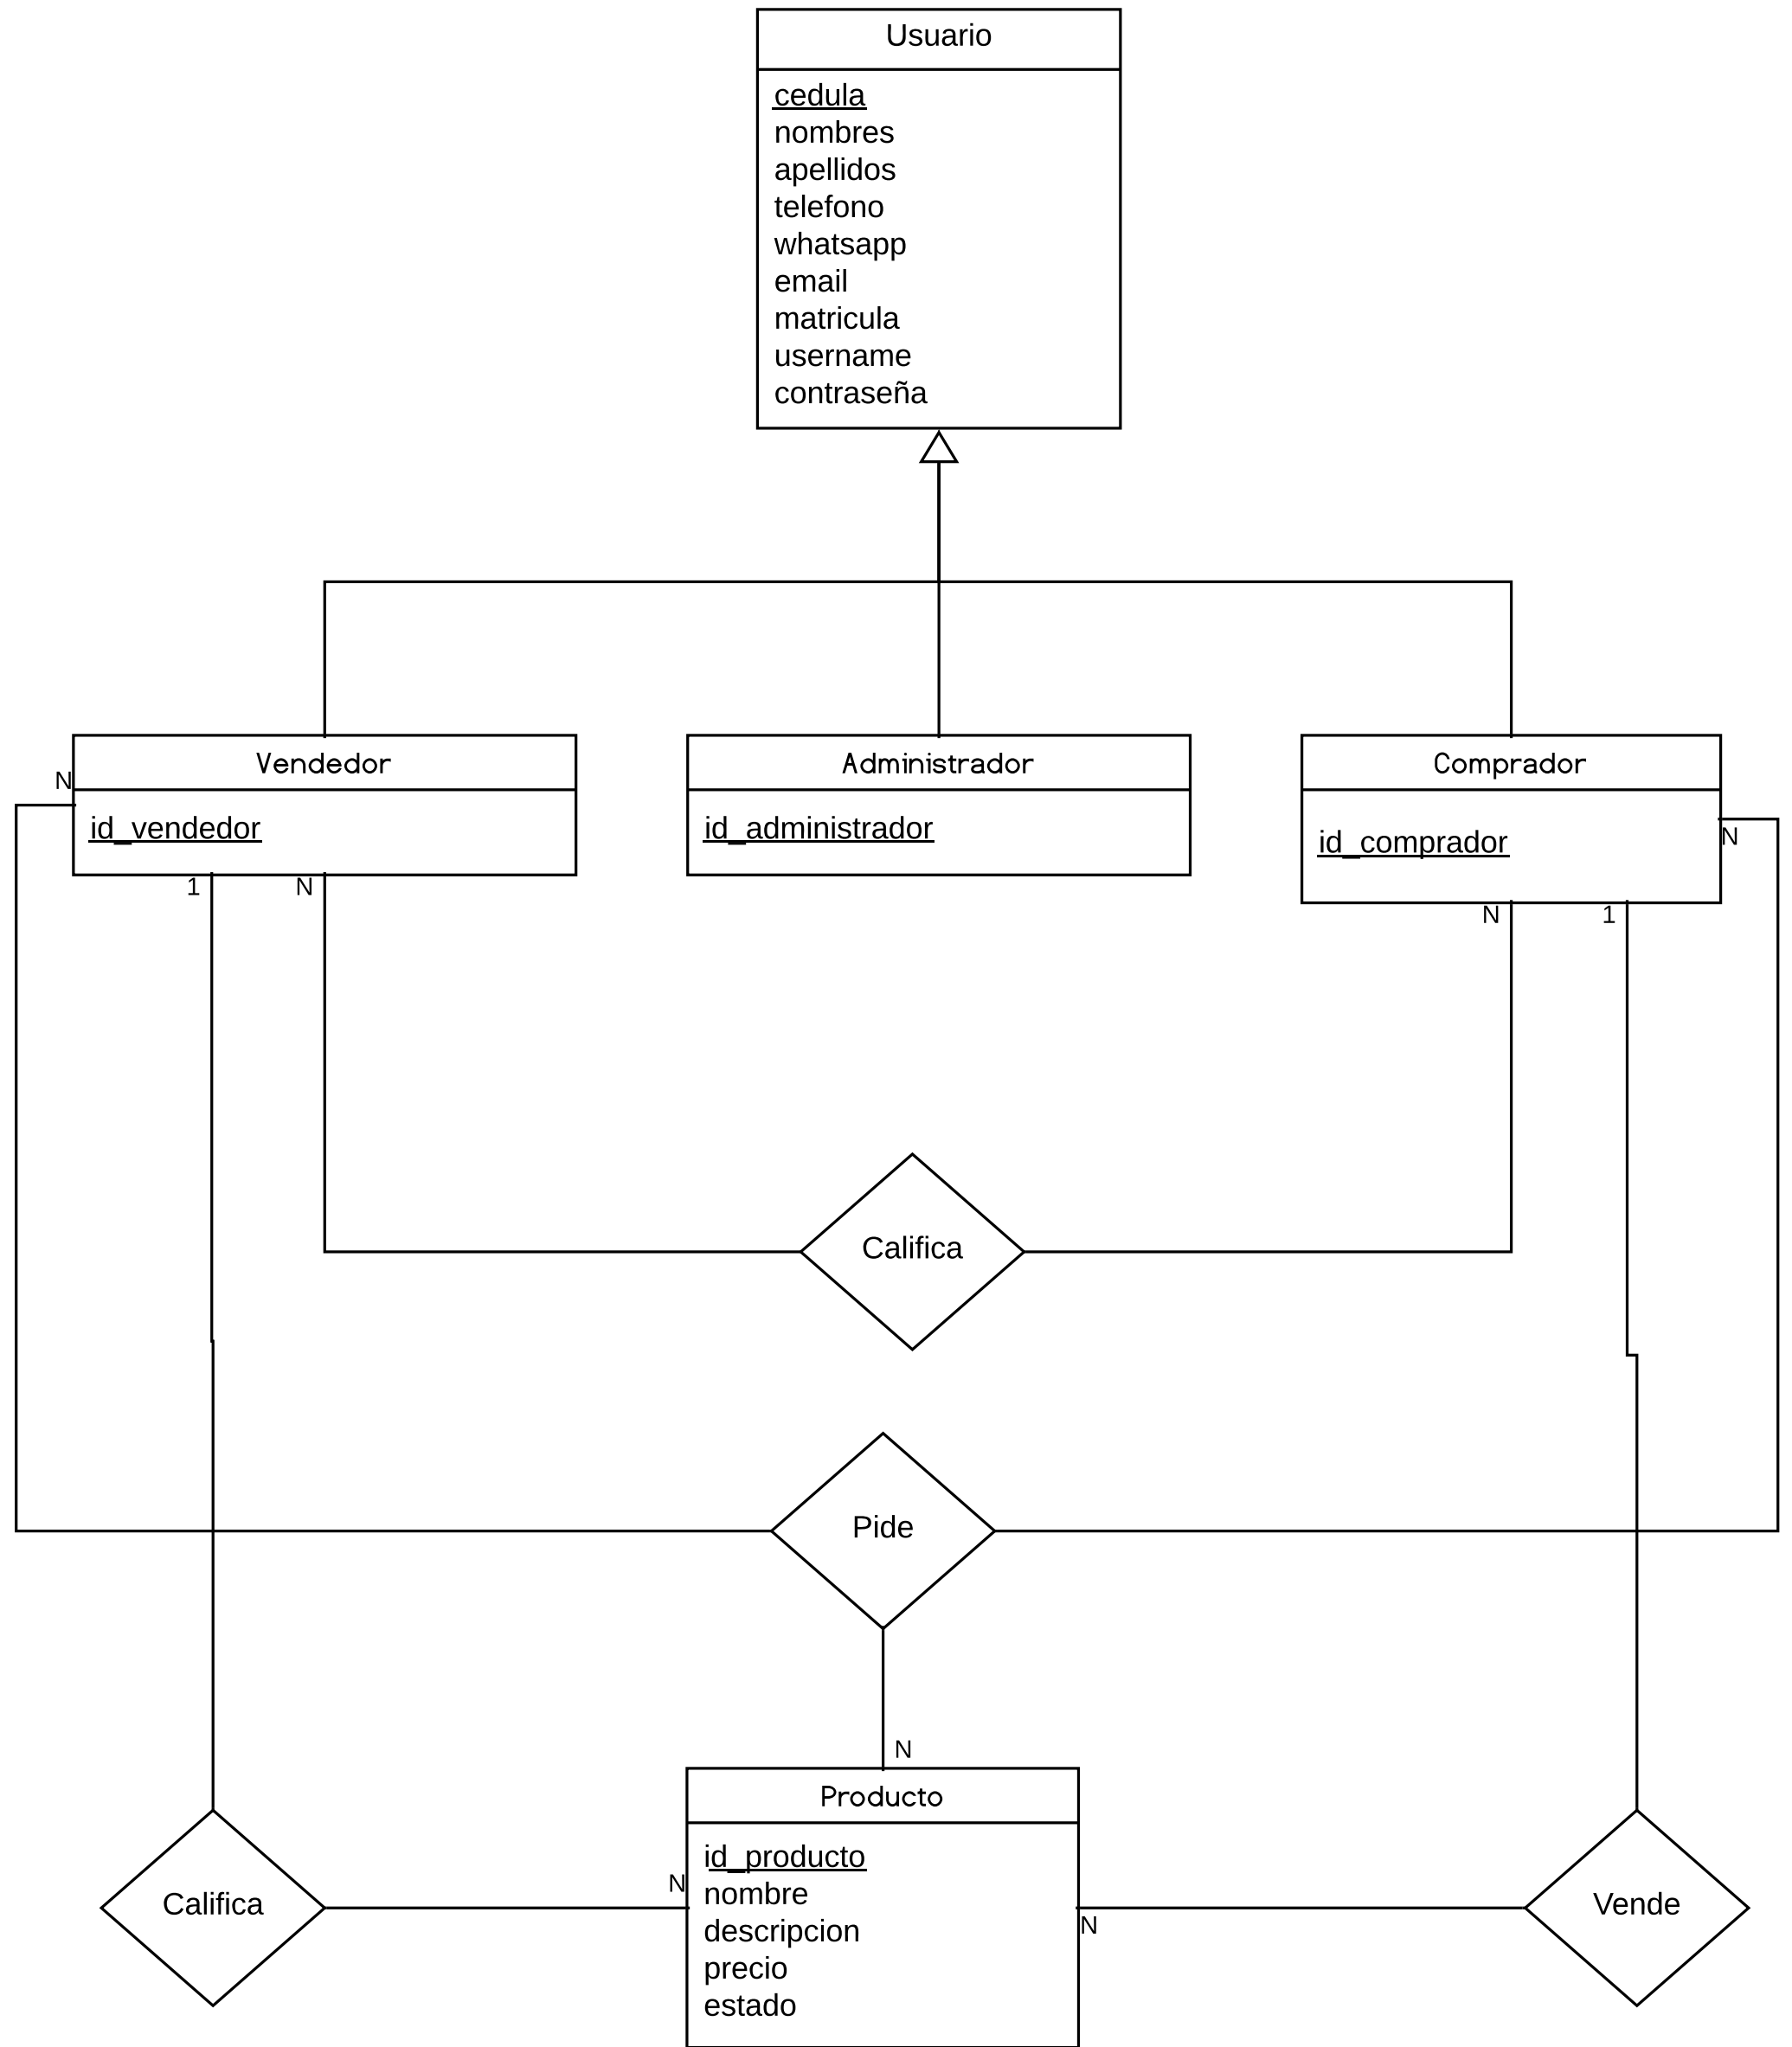 Usuario
cedula
nombres
apellidos
telefono
whatsapp
email
matricula
username
contraseña
Vendedor
id_vendedor
Administrador
id_administrador
Comprador
id_comprador
N
N
1
N
N
1
Califica
Pide
N
Producto
id_producto
nombre
descripcion
precio
estado
N
N
Califica
Vende